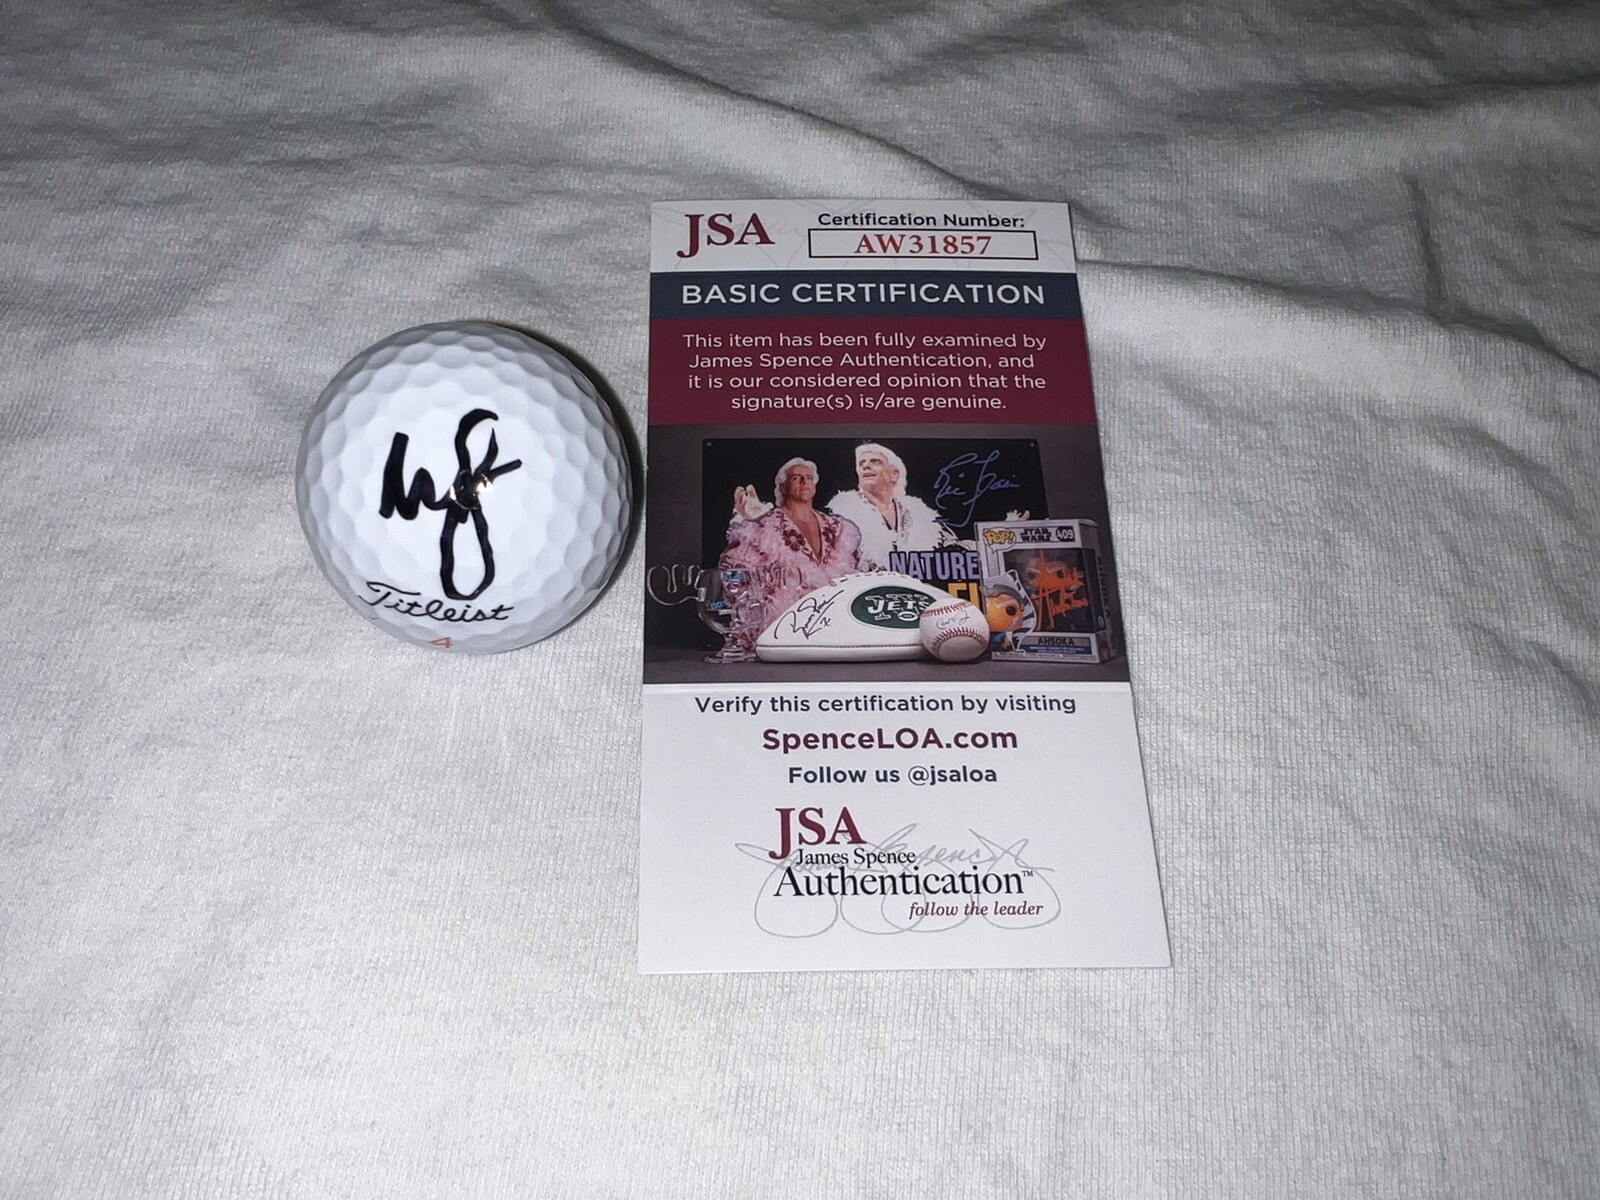 JSA
Certification Number:
AW31857
BASIC CERTIFICATION
This item has been fully examined by
James Spence Authentication, and
it is our considered opinion that the
signature(s) is/are genuine.
NATURE
JETS
POP!
STAR
WARS
409
AHSOKA
Titleist
4
Verify this certification by visiting
SpenceLOA.com
Follow us @jsaloa
JSA
James Spence
Authentication™
follow the leader